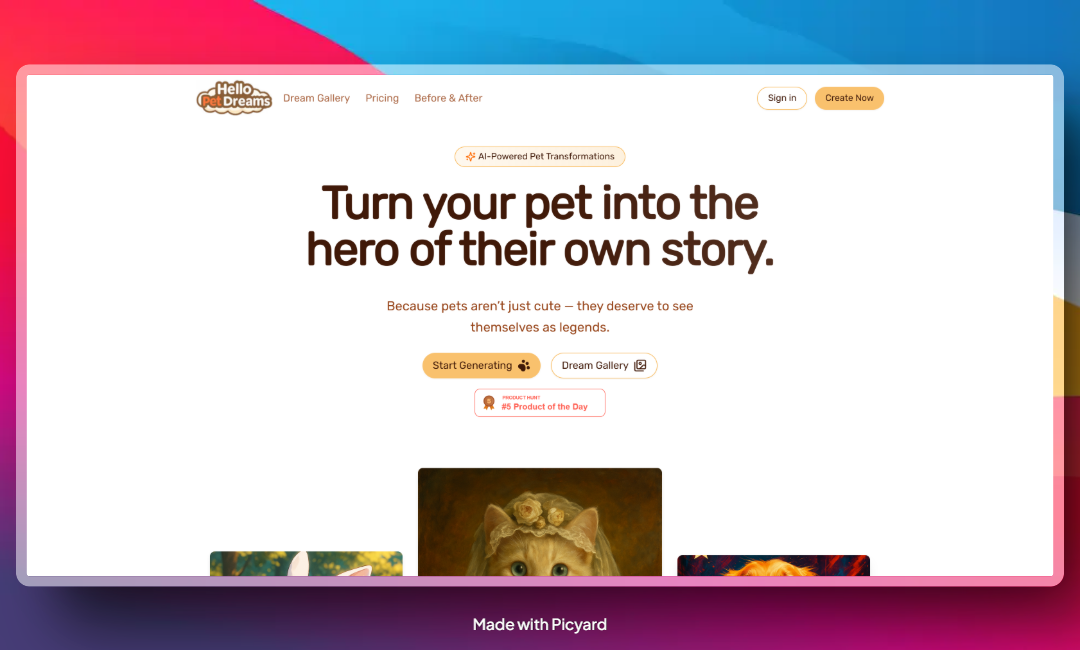 Hello
Pet Dreams
Dream Gallery
Pricing
Before & After
Sign in
Create Now
AI-Powered Pet Transformations
Turn your pet into the
hero of their own story.
Because pets aren't just cute — they deserve to see
themselves as legends.
Start Generating
Dream Gallery
PRODUCT HUNT
#5 Product of the Day
Made with Picyard